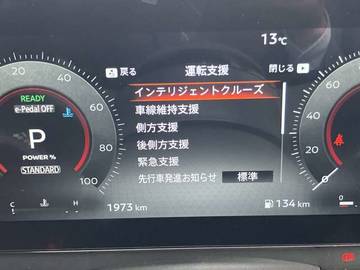 13℃
戻る 運転支援 閉じる
インテリジェントクルーズ
車線維持支援
側方支援
後側方支援
緊急支援
先行車発進お知らせ 標準
20 40 60 80 100
READY
e-Pedal OFF
P
POWER %
STANDARD
C H
1973 km
134 km
0
0